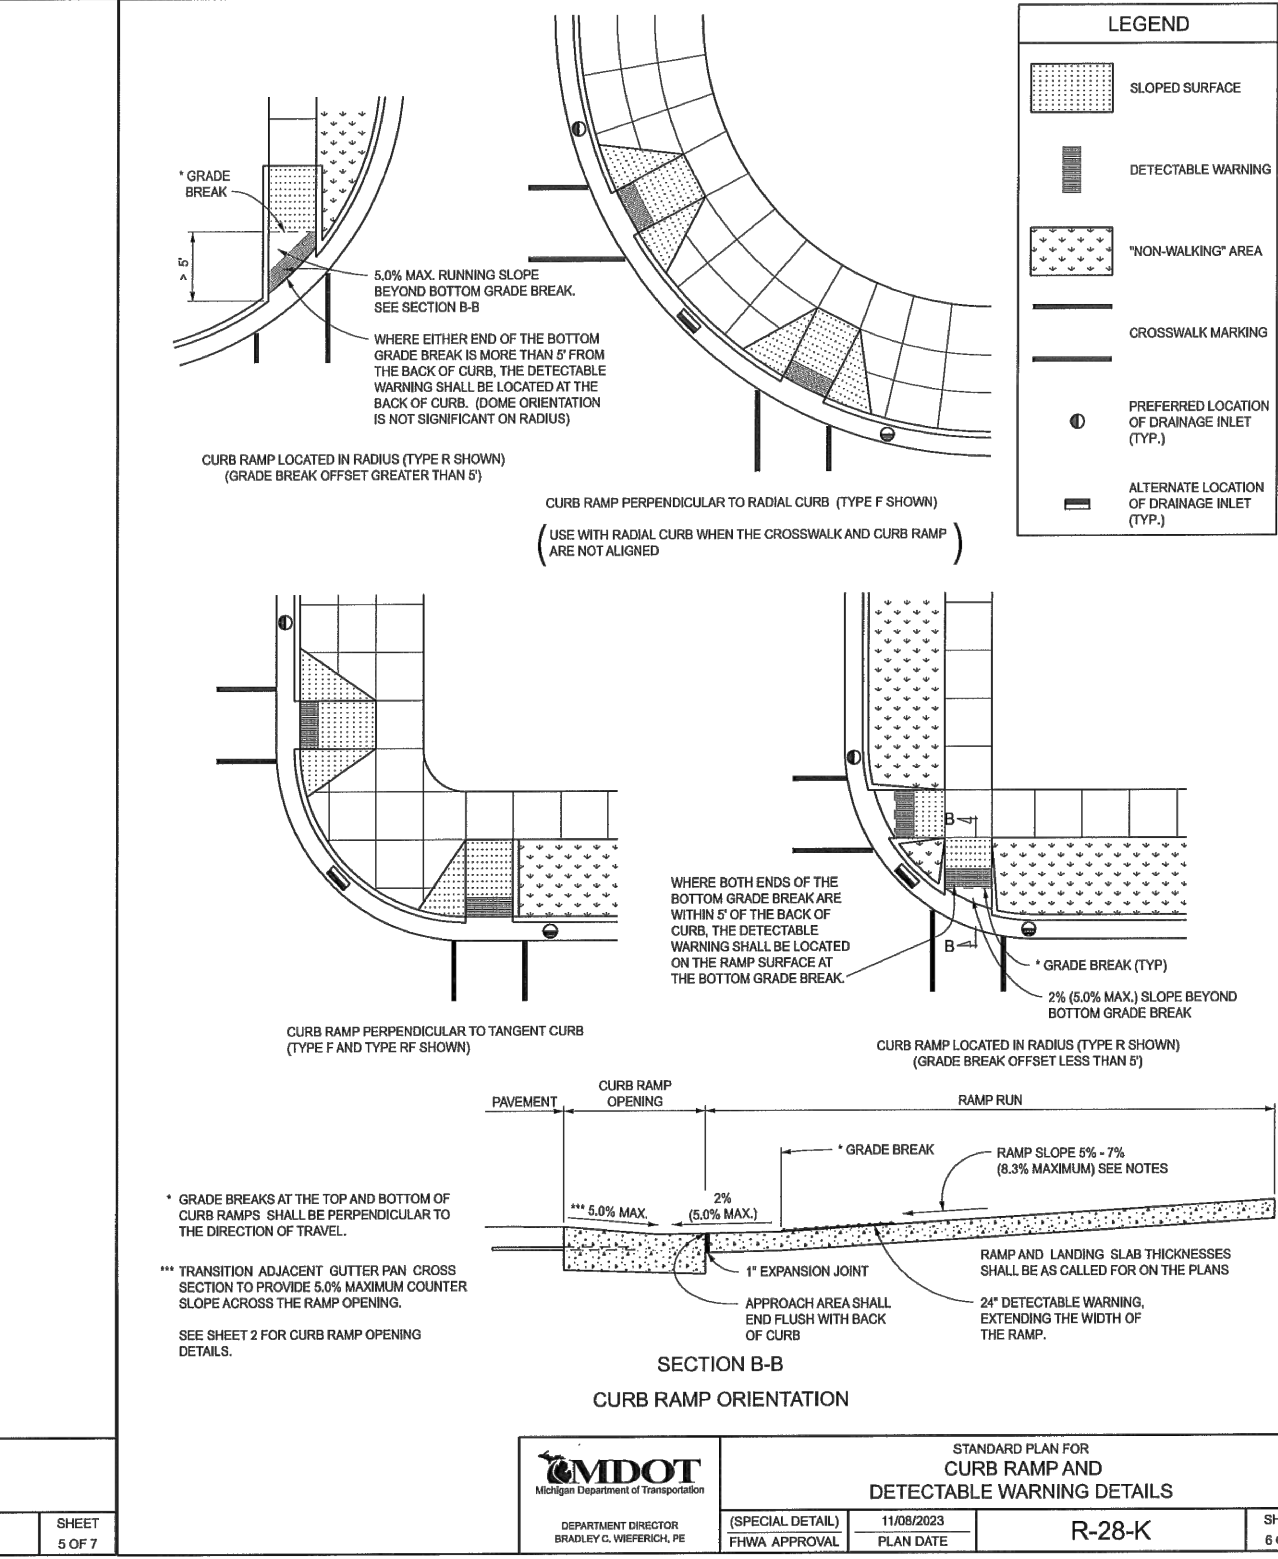 LEGEND
SLOPED SURFACE
DETECTABLE WARNING
"NON-WALKING" AREA
CROSSWALK MARKING
PREFERRED LOCATION
OF DRAINAGE INLET
(TYP.)
ALTERNATE LOCATION
OF DRAINAGE INLET
(TYP.)
* GRADE
BREAK
> 5'
5.0% MAX. RUNNING SLOPE
BEYOND BOTTOM GRADE BREAK.
SEE SECTION B-B
WHERE EITHER END OF THE BOTTOM
GRADE BREAK IS MORE THAN 5' FROM
THE BACK OF CURB, THE DETECTABLE
WARNING SHALL BE LOCATED AT THE
BACK OF CURB. (DOME ORIENTATION
IS NOT SIGNIFICANT ON RADIUS)
CURB RAMP LOCATED IN RADIUS (TYPE R SHOWN)
(GRADE BREAK OFFSET GREATER THAN 5')
CURB RAMP PERPENDICULAR TO RADIAL CURB (TYPE F SHOWN)
(USE WITH RADIAL CURB WHEN THE CROSSWALK AND CURB RAMP
ARE NOT ALIGNED)
CURB RAMP PERPENDICULAR TO TANGENT CURB
(TYPE F AND TYPE RF SHOWN)
WHERE BOTH ENDS OF THE
BOTTOM GRADE BREAK ARE
WITHIN 5' OF THE BACK OF
CURB, THE DETECTABLE
WARNING SHALL BE LOCATED
ON THE RAMP SURFACE AT
THE BOTTOM GRADE BREAK.
B
B
* GRADE BREAK (TYP)
2% (5.0% MAX.) SLOPE BEYOND
BOTTOM GRADE BREAK
CURB RAMP LOCATED IN RADIUS (TYPE R SHOWN)
(GRADE BREAK OFFSET LESS THAN 5')
PAVEMENT
CURB RAMP
OPENING
RAMP RUN
* GRADE BREAK
RAMP SLOPE 5% - 7%
(8.3% MAXIMUM) SEE NOTES
*** 5.0% MAX.
2%
(5.0% MAX.)
1" EXPANSION JOINT
APPROACH AREA SHALL
END FLUSH WITH BACK
OF CURB
RAMP AND LANDING SLAB THICKNESSES
SHALL BE AS CALLED FOR ON THE PLANS
24" DETECTABLE WARNING,
EXTENDING THE WIDTH OF
THE RAMP.
* GRADE BREAKS AT THE TOP AND BOTTOM OF
CURB RAMPS SHALL BE PERPENDICULAR TO
THE DIRECTION OF TRAVEL.
*** TRANSITION ADJACENT GUTTER PAN CROSS
SECTION TO PROVIDE 5.0% MAXIMUM COUNTER
SLOPE ACROSS THE RAMP OPENING.
SEE SHEET 2 FOR CURB RAMP OPENING
DETAILS.
SECTION B-B
CURB RAMP ORIENTATION
MDOT
Michigan Department of Transportation
DEPARTMENT DIRECTOR
BRADLEY C. WIEFERICH, PE
STANDARD PLAN FOR
CURB RAMP AND
DETECTABLE WARNING DETAILS
(SPECIAL DETAIL)
FHWA APPROVAL
11/08/2023
PLAN DATE
R-28-K
SH
6
SHEET
5 OF 7